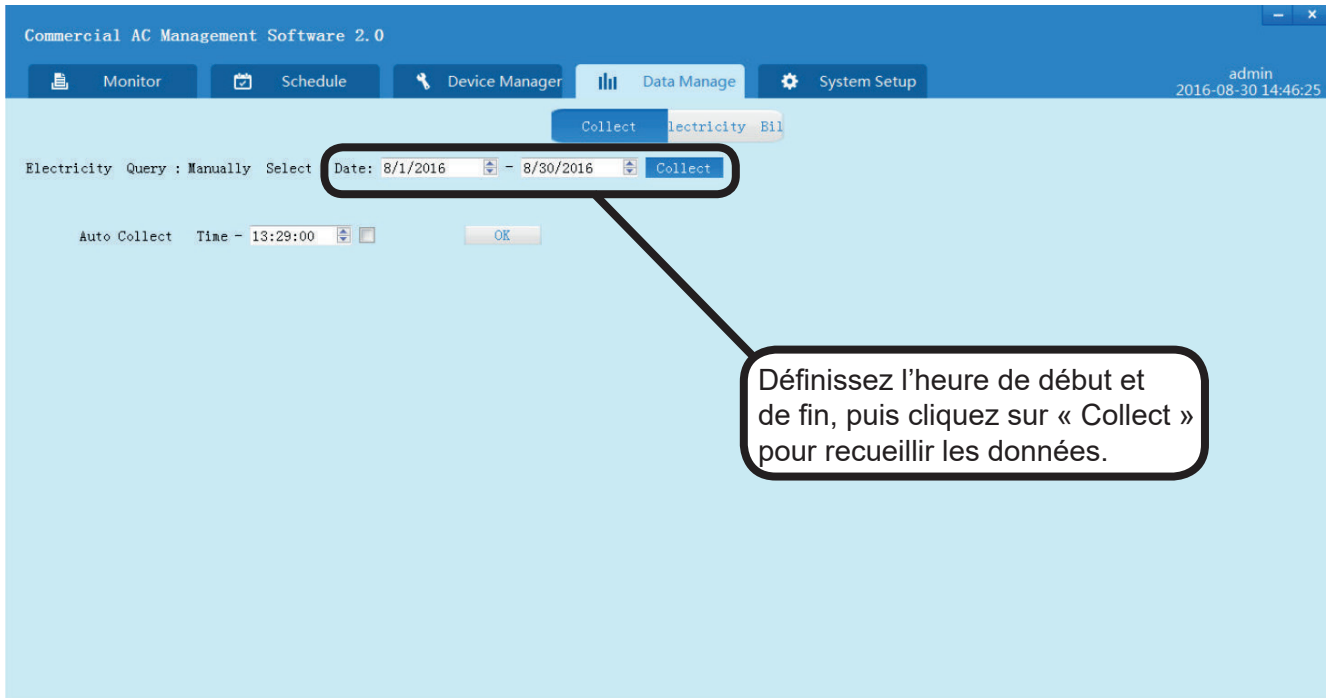 Commercial AC Management Software 2.0
Monitor Schedule Device Manager Data Manage System Setup
admin
2016-08-30 14:46:25
Collect lectricity Bil
Electricity Query : Manually Select Date: 8/1/2016 - 8/30/2016 Collect
Auto Collect Time - 13:29:00 OK
Définissez l’heure de début et
de fin, puis cliquez sur « Collect »
pour recueillir les données.